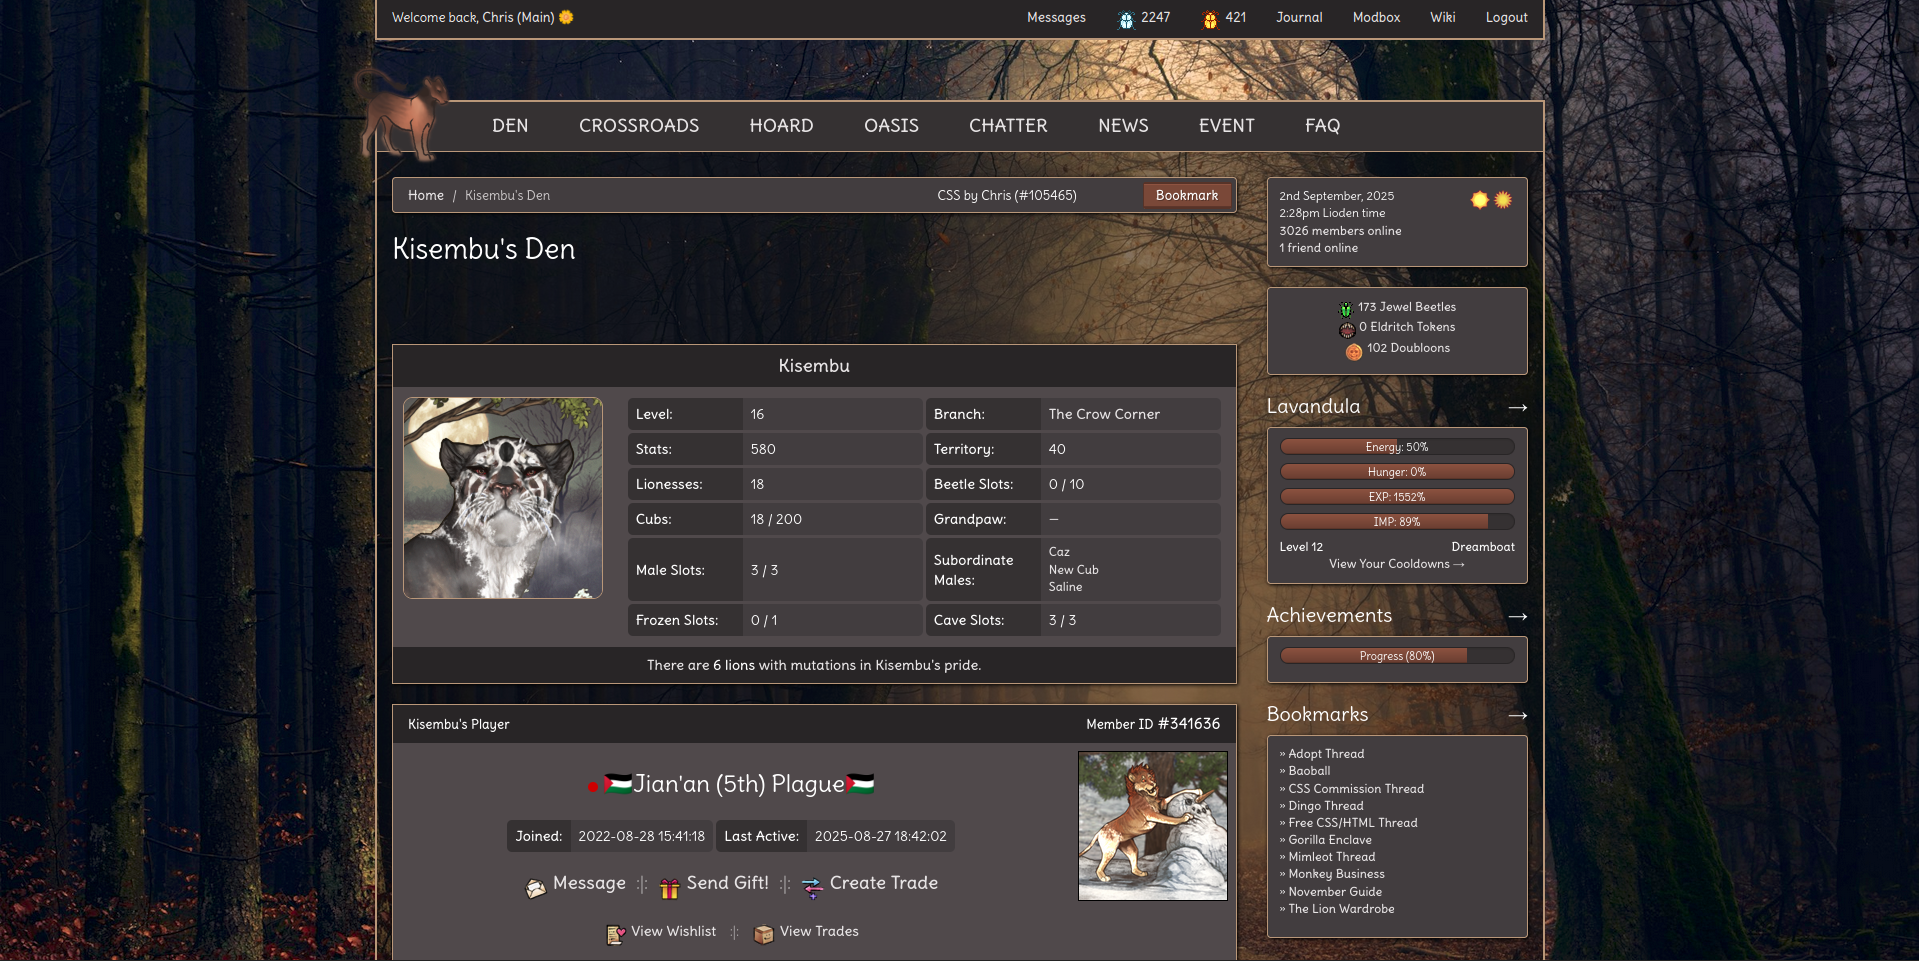 Welcome back, Chris (Main)
Messages 2247 421 Journal Modbox Wiki Logout
DEN CROSSROADS HOARD OASIS CHATTER NEWS EVENT FAQ
Home / Kisembu's Den CSS by Chris (#105465) Bookmark
Kisembu's Den
Kisembu
Level: 16 Branch: The Crow Corner
Stats: 580 Territory: 40
Lionesses: 18 Beetle Slots: 0 / 10
Cubs: 18 / 200 Grandpaw: —
Male Slots: 3 / 3 Subordinate Males: Caz
New Cub
Saline
Frozen Slots: 0 / 1 Cave Slots: 3 / 3
There are 6 lions with mutations in Kisembu's pride.
Kisembu's Player Member ID #341636
Jian'an (5th) Plague
Joined: 2022-08-28 15:41:18 Last Active: 2025-08-27 18:42:02
Message :|: Send Gift! :|: Create Trade
View Wishlist :|: View Trades
2nd September, 2025
2:28pm Lioden time
3026 members online
1 friend online
173 Jewel Beetles
0 Eldritch Tokens
102 Doubloons
Lavandula →
Energy: 50%
Hunger: 0%
EXP: 1552%
IMP: 89%
Level 12 Dreamboat
View Your Cooldowns →
Achievements →
Progress (80%)
Bookmarks →
» Adopt Thread
» Baoball
» CSS Commission Thread
» Dingo Thread
» Free CSS/HTML Thread
» Gorilla Enclave
» Mimleot Thread
» Monkey Business
» November Guide
» The Lion Wardrobe